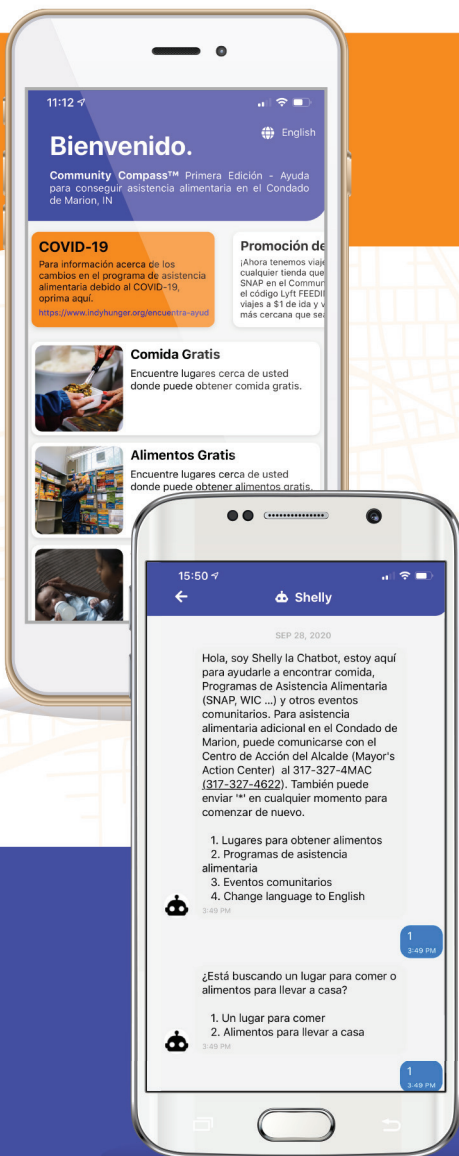 11:12
English
Bienvenido.
Community Compass™ Primera Edición - Ayuda
para conseguir asistencia alimentaria en el Condado
de Marion, IN
COVID-19
Para información acerca de los
cambios en el programa de asistencia
alimentaria debido al COVID-19,
oprima aquí.
https://www.indyhunger.org/encuentra-ayud
Promoción de
¡Ahora tenemos viaje
cualquier tienda que
SNAP en el Commun
el código Lyft FEEDI
viajes a $1 de ida y v
más cercana que sea
Comida Gratis
Encuentre lugares cerca de usted
donde puede obtener comida gratis.
Alimentos Gratis
Encuentre lugares cerca de usted
donde puede obtener alimentos gratis.
15:50
Shelly
SEP 28, 2020
Hola, soy Shelly la Chatbot, estoy aquí
para ayudarle a encontrar comida,
Programas de Asistencia Alimentaria
(SNAP, WIC ...) y otros eventos
comunitarios. Para asistencia
alimentaria adicional en el Condado de
Marion, puede comunicarse con el
Centro de Acción del Alcalde (Mayor's
Action Center)  al 317-327-4MAC
(317-327-4622). También puede
enviar '*' en cualquier momento para
comenzar de nuevo.
1. Lugares para obtener alimentos
2. Programas de asistencia
alimentaria
3. Eventos comunitarios
4. Change language to English
3:49 PM
1
3:49 PM
¿Está buscando un lugar para comer o
alimentos para llevar a casa?
1. Un lugar para comer
2. Alimentos para llevar a casa
3:49 PM
1
3:49 PM